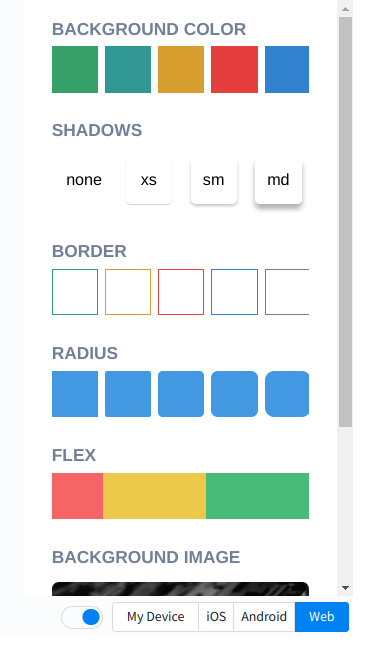 BACKGROUND COLOR
SHADOWS
none xs sm md
BORDER
RADIUS
FLEX
BACKGROUND IMAGE
My Device iOS Android Web